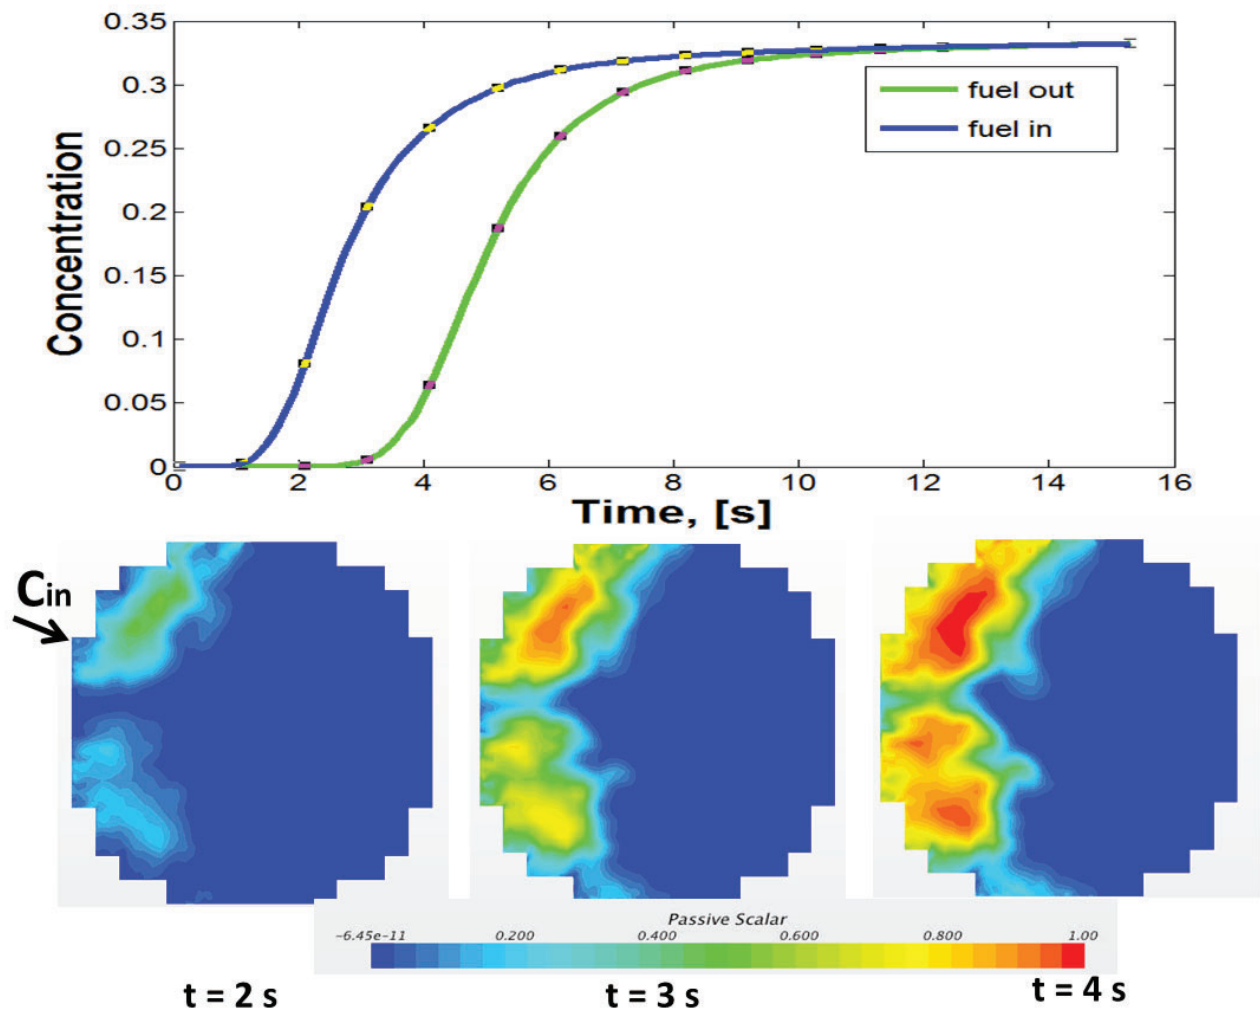 0.35
0.3
0.25
0.2
0.15
0.1
0.05
0
Concentration
fuel out
fuel in
0 2 4 6 8 10 12 14 16
Time, [s]
Cin
Passive Scalar
-6.45e-11 0.200 0.400 0.600 0.800 1.00
t = 2 s t = 3 s t = 4 s